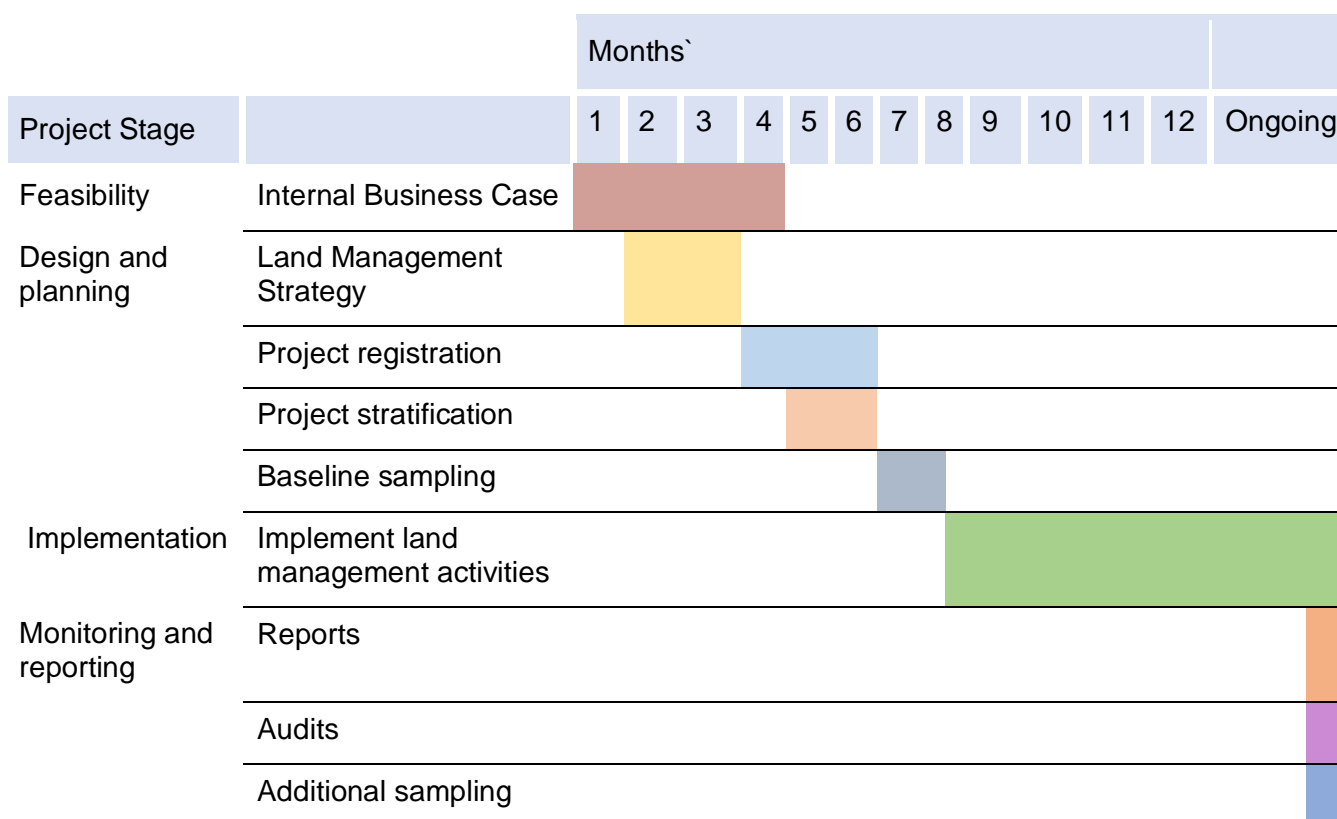 Months`
Project Stage 1 2 3 4 5 6 7 8 9 10 11 12 Ongoing
Feasibility Internal Business Case
Design and planning Land Management Strategy
Project registration
Project stratification
Baseline sampling
Implementation Implement land management activities
Monitoring and reporting Reports
Audits
Additional sampling